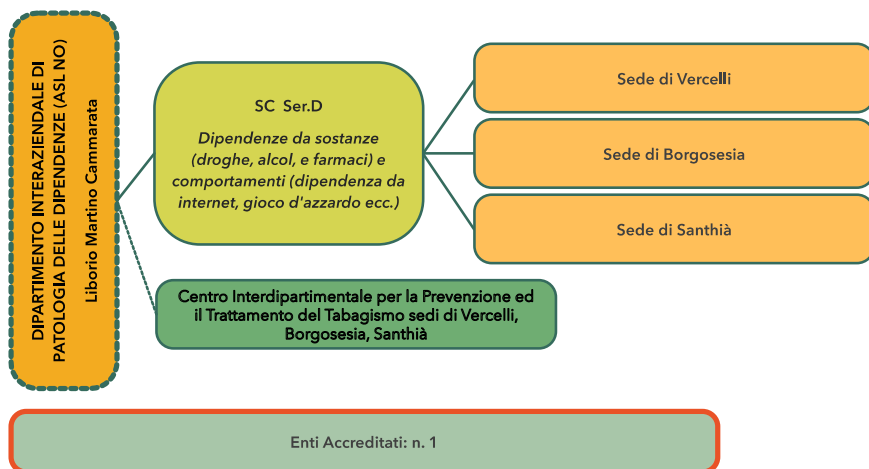 DIPARTIMENTO INTERAZIENDALE DI
PATOLOGIA DELLE DIPENDENZE (ASL NO)
Liborio Martino Cammarata
SC Ser.D
Dipendenze da sostanze
(droghe, alcol, e farmaci) e
comportamenti (dipendenza da
internet, gioco d'azzardo ecc.)
Sede di Vercelli
Sede di Borgosesia
Sede di Santhià
Centro Interdipartimentale per la Prevenzione ed
il Trattamento del Tabagismo sedi di Vercelli,
Borgosesia, Santhià
Enti Accreditati: n. 1